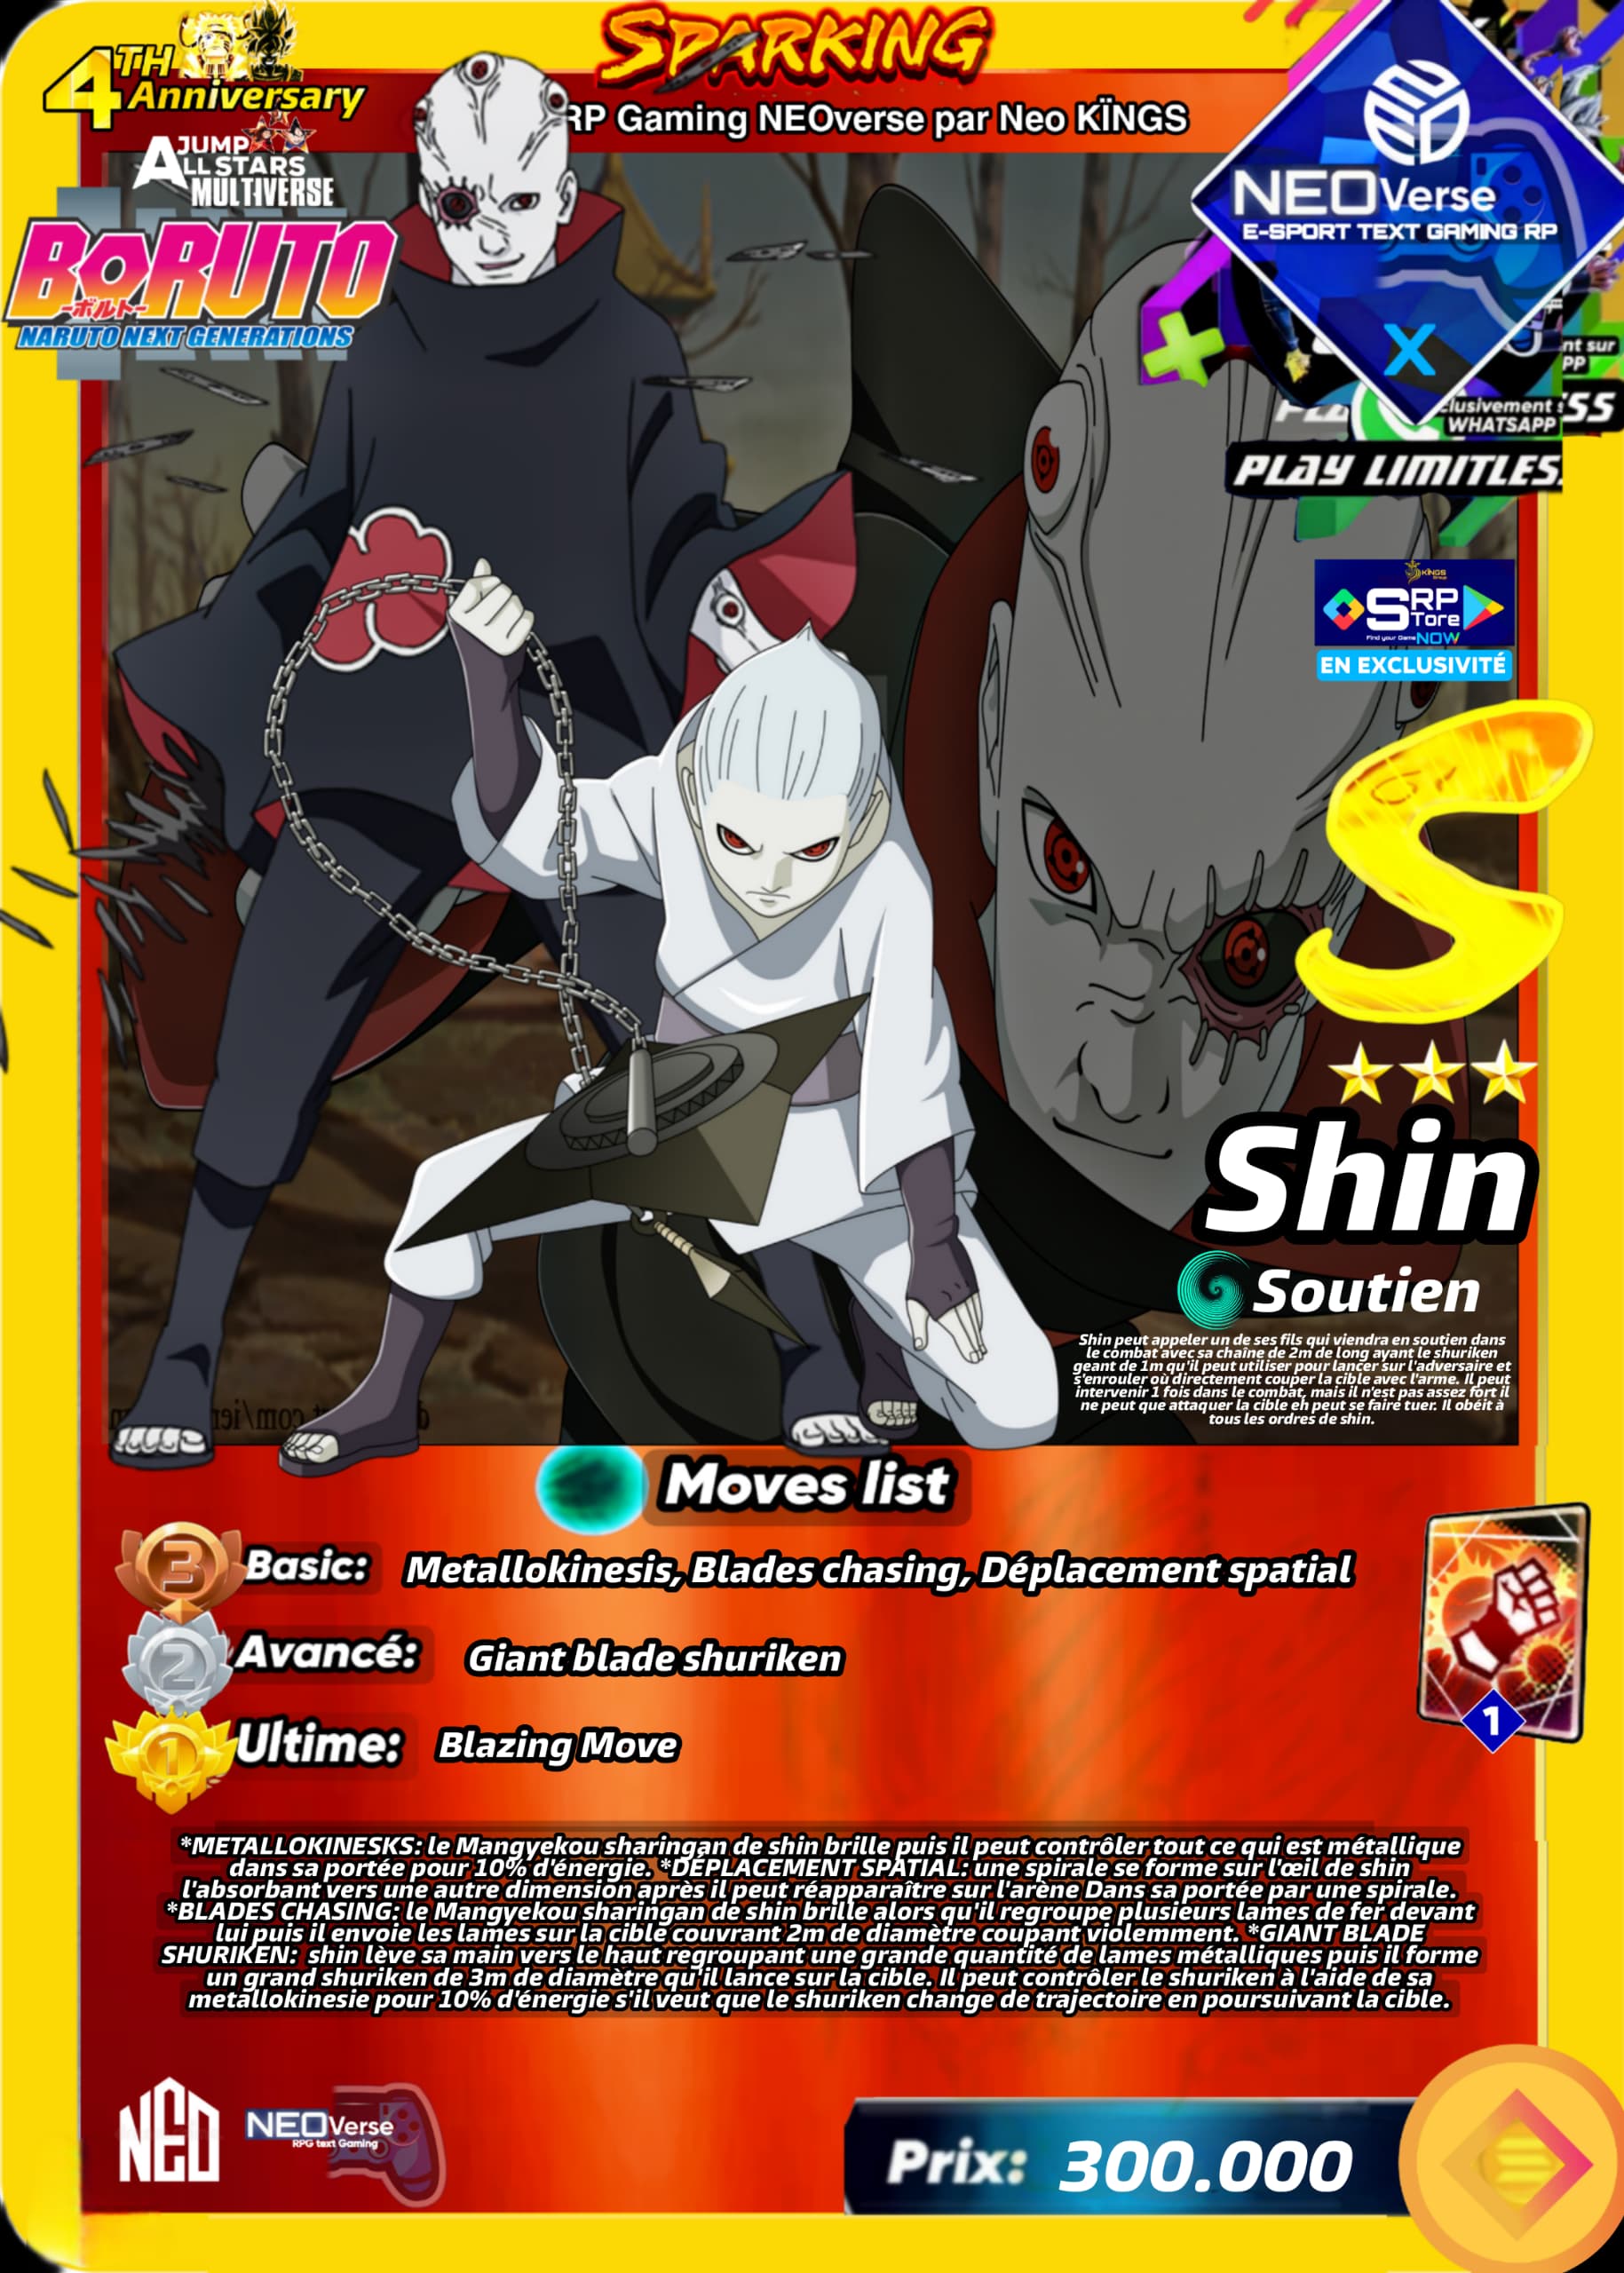 4TH
Anniversary
SPARKING
RP Gaming NEOverse par Neo KÏNGS
JUMP
ALL STARS
MULTIVERSE
BORUTO
-ボルト-
NARUTO NEXT GENERATIONS
NEOVerse
E-SPORT TEXT GAMING RP
X
nt sur
PP
clusivement
WHATSAPP
SS
PLAY LIMITLES
KÏNGS
SRP
Tore
Find your Game NOW
EN EXCLUSIVITÉ
S
Shin
Soutien
Shin peut appeler un de ses fils qui viendra en soutien dans
le combat avec sa chaîne de 2m de long ayant le shuriken
geant de 1m qu'il peut utiliser pour lancer sur l'adversaire et
s'enrouler où directement couper la cible avec l'arme. Il peut
intervenir 1 fois dans le combat, mais il n'est pas assez fort il
ne peut que attaquer la cible eh peut se faire tuer. Il obéit à
tous les ordres de shin.
Moves list
3 Basic: Metallokinesis, Blades chasing, Déplacement spatial
2 Avancé: Giant blade shuriken
1 Ultime: Blazing Move
1
*METALLOKINESKS: le Mangyekou sharingan de shin brille puis il peut contrôler tout ce qui est métallique
dans sa portée pour 10% d'énergie. *DÉPLACEMENT SPATIAL: une spirale se forme sur l'œil de shin
l'absorbant vers une autre dimension après il peut réapparaître sur l'arène Dans sa portée par une spirale.
*BLADES CHASING: le Mangyekou sharingan de shin brille alors qu'il regroupe plusieurs lames de fer devant
lui puis il envoie les lames sur la cible couvrant 2m de diamètre coupant violemment. *GIANT BLADE
SHURIKEN: shin lève sa main vers le haut regroupant une grande quantité de lames métalliques puis il forme
un grand shuriken de 3m de diamètre qu'il lance sur la cible. Il peut contrôler le shuriken à l'aide de sa
metallokinesie pour 10% d'énergie s'il veut que le shuriken change de trajectoire en poursuivant la cible.
NEO
NEOVerse
RPG text Gaming
Prix: 300.000